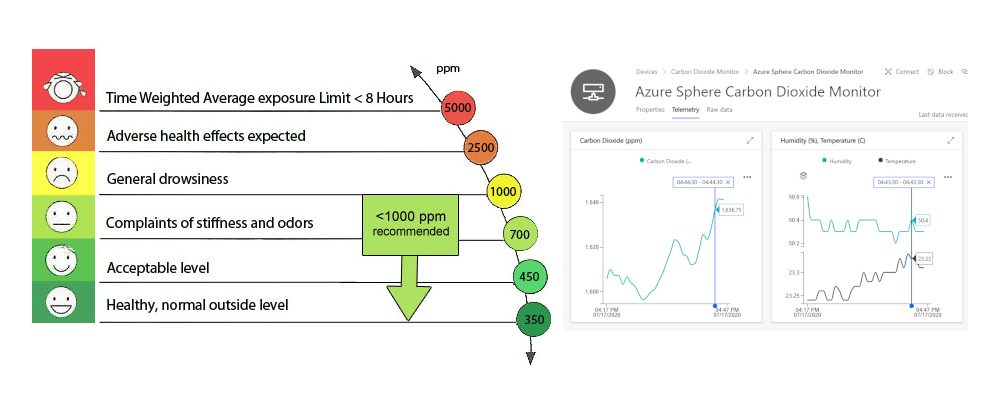 ppm
Time Weighted Average exposure Limit < 8 Hours
5000
Adverse health effects expected
2500
General drowsiness
1000
<1000 ppm
recommended
Complaints of stiffness and odors
700
Acceptable level
450
Healthy, normal outside level
350
Devices > Carbon Dioxide Monitor > Azure Sphere Carbon Dioxide Monitor
Connect
Block
Azure Sphere Carbon Dioxide Monitor
Properties Telemetry Raw data
Last data received
Carbon Dioxide (ppm)
Carbon Dioxide (...
04:44:30 - 04:44:30 ×
1,640
1,636.75
1,620
1,600
04:17 PM
07/17/2020
04:47 PM
07/17/2020
Humidity (%), Temperature (C)
Humidity Temperature
04:43:30 - 04:43:30 ×
50.6
50.4
50.4
50.2
23.33
23.3
23.25
04:17 PM
07/17/2020
04:47 PM
07/17/2020